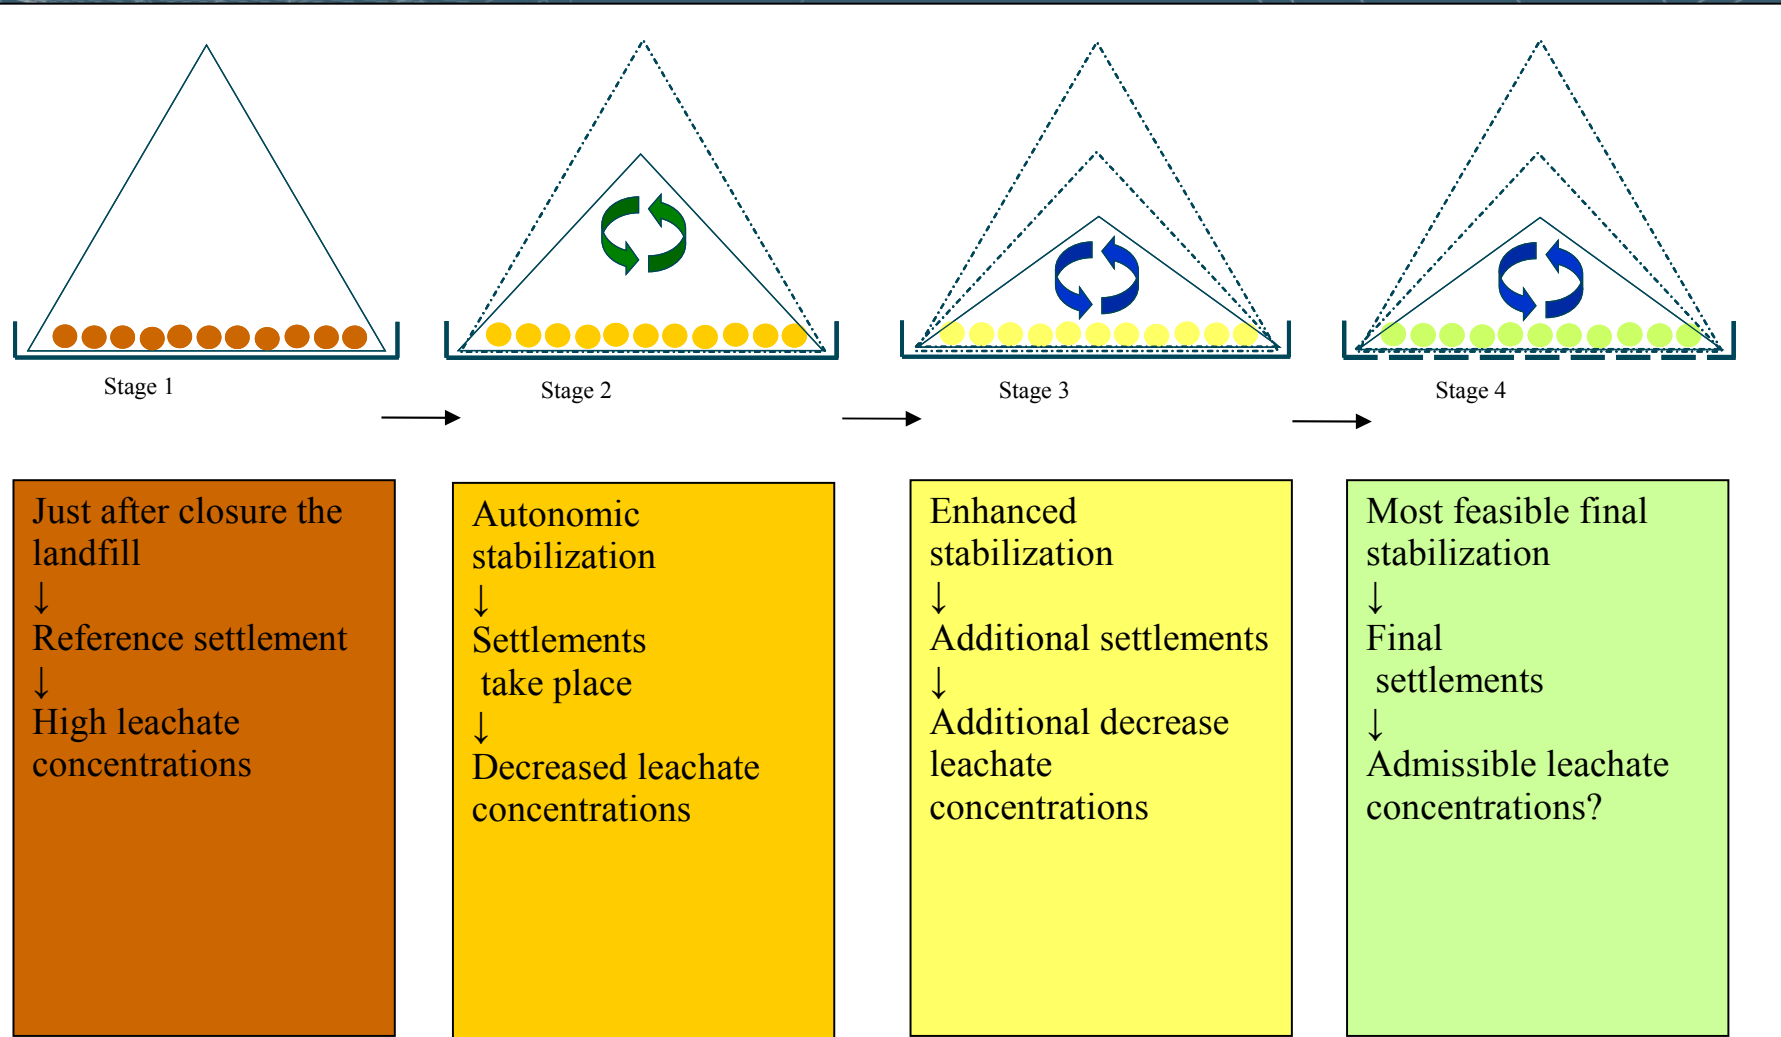 Stage 1
Stage 2
Stage 3
Stage 4
Just after closure the
landfill
↓
Reference settlement
↓
High leachate
concentrations
Autonomic
stabilization
↓
Settlements
take place
↓
Decreased leachate
concentrations
Enhanced
stabilization
↓
Additional settlements
↓
Additional decrease
leachate
concentrations
Most feasible final
stabilization
↓
Final
settlements
↓
Admissible leachate
concentrations?